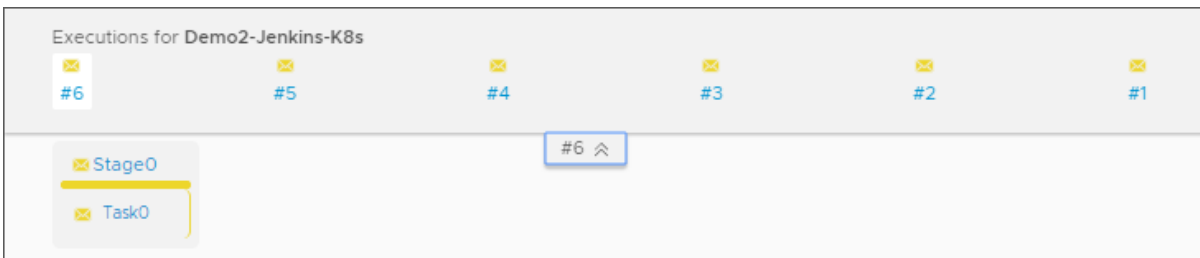 Executions for Demo2-Jenkins-K8s
#6 #5 #4 #3 #2 #1
#6
Stage0
Task0